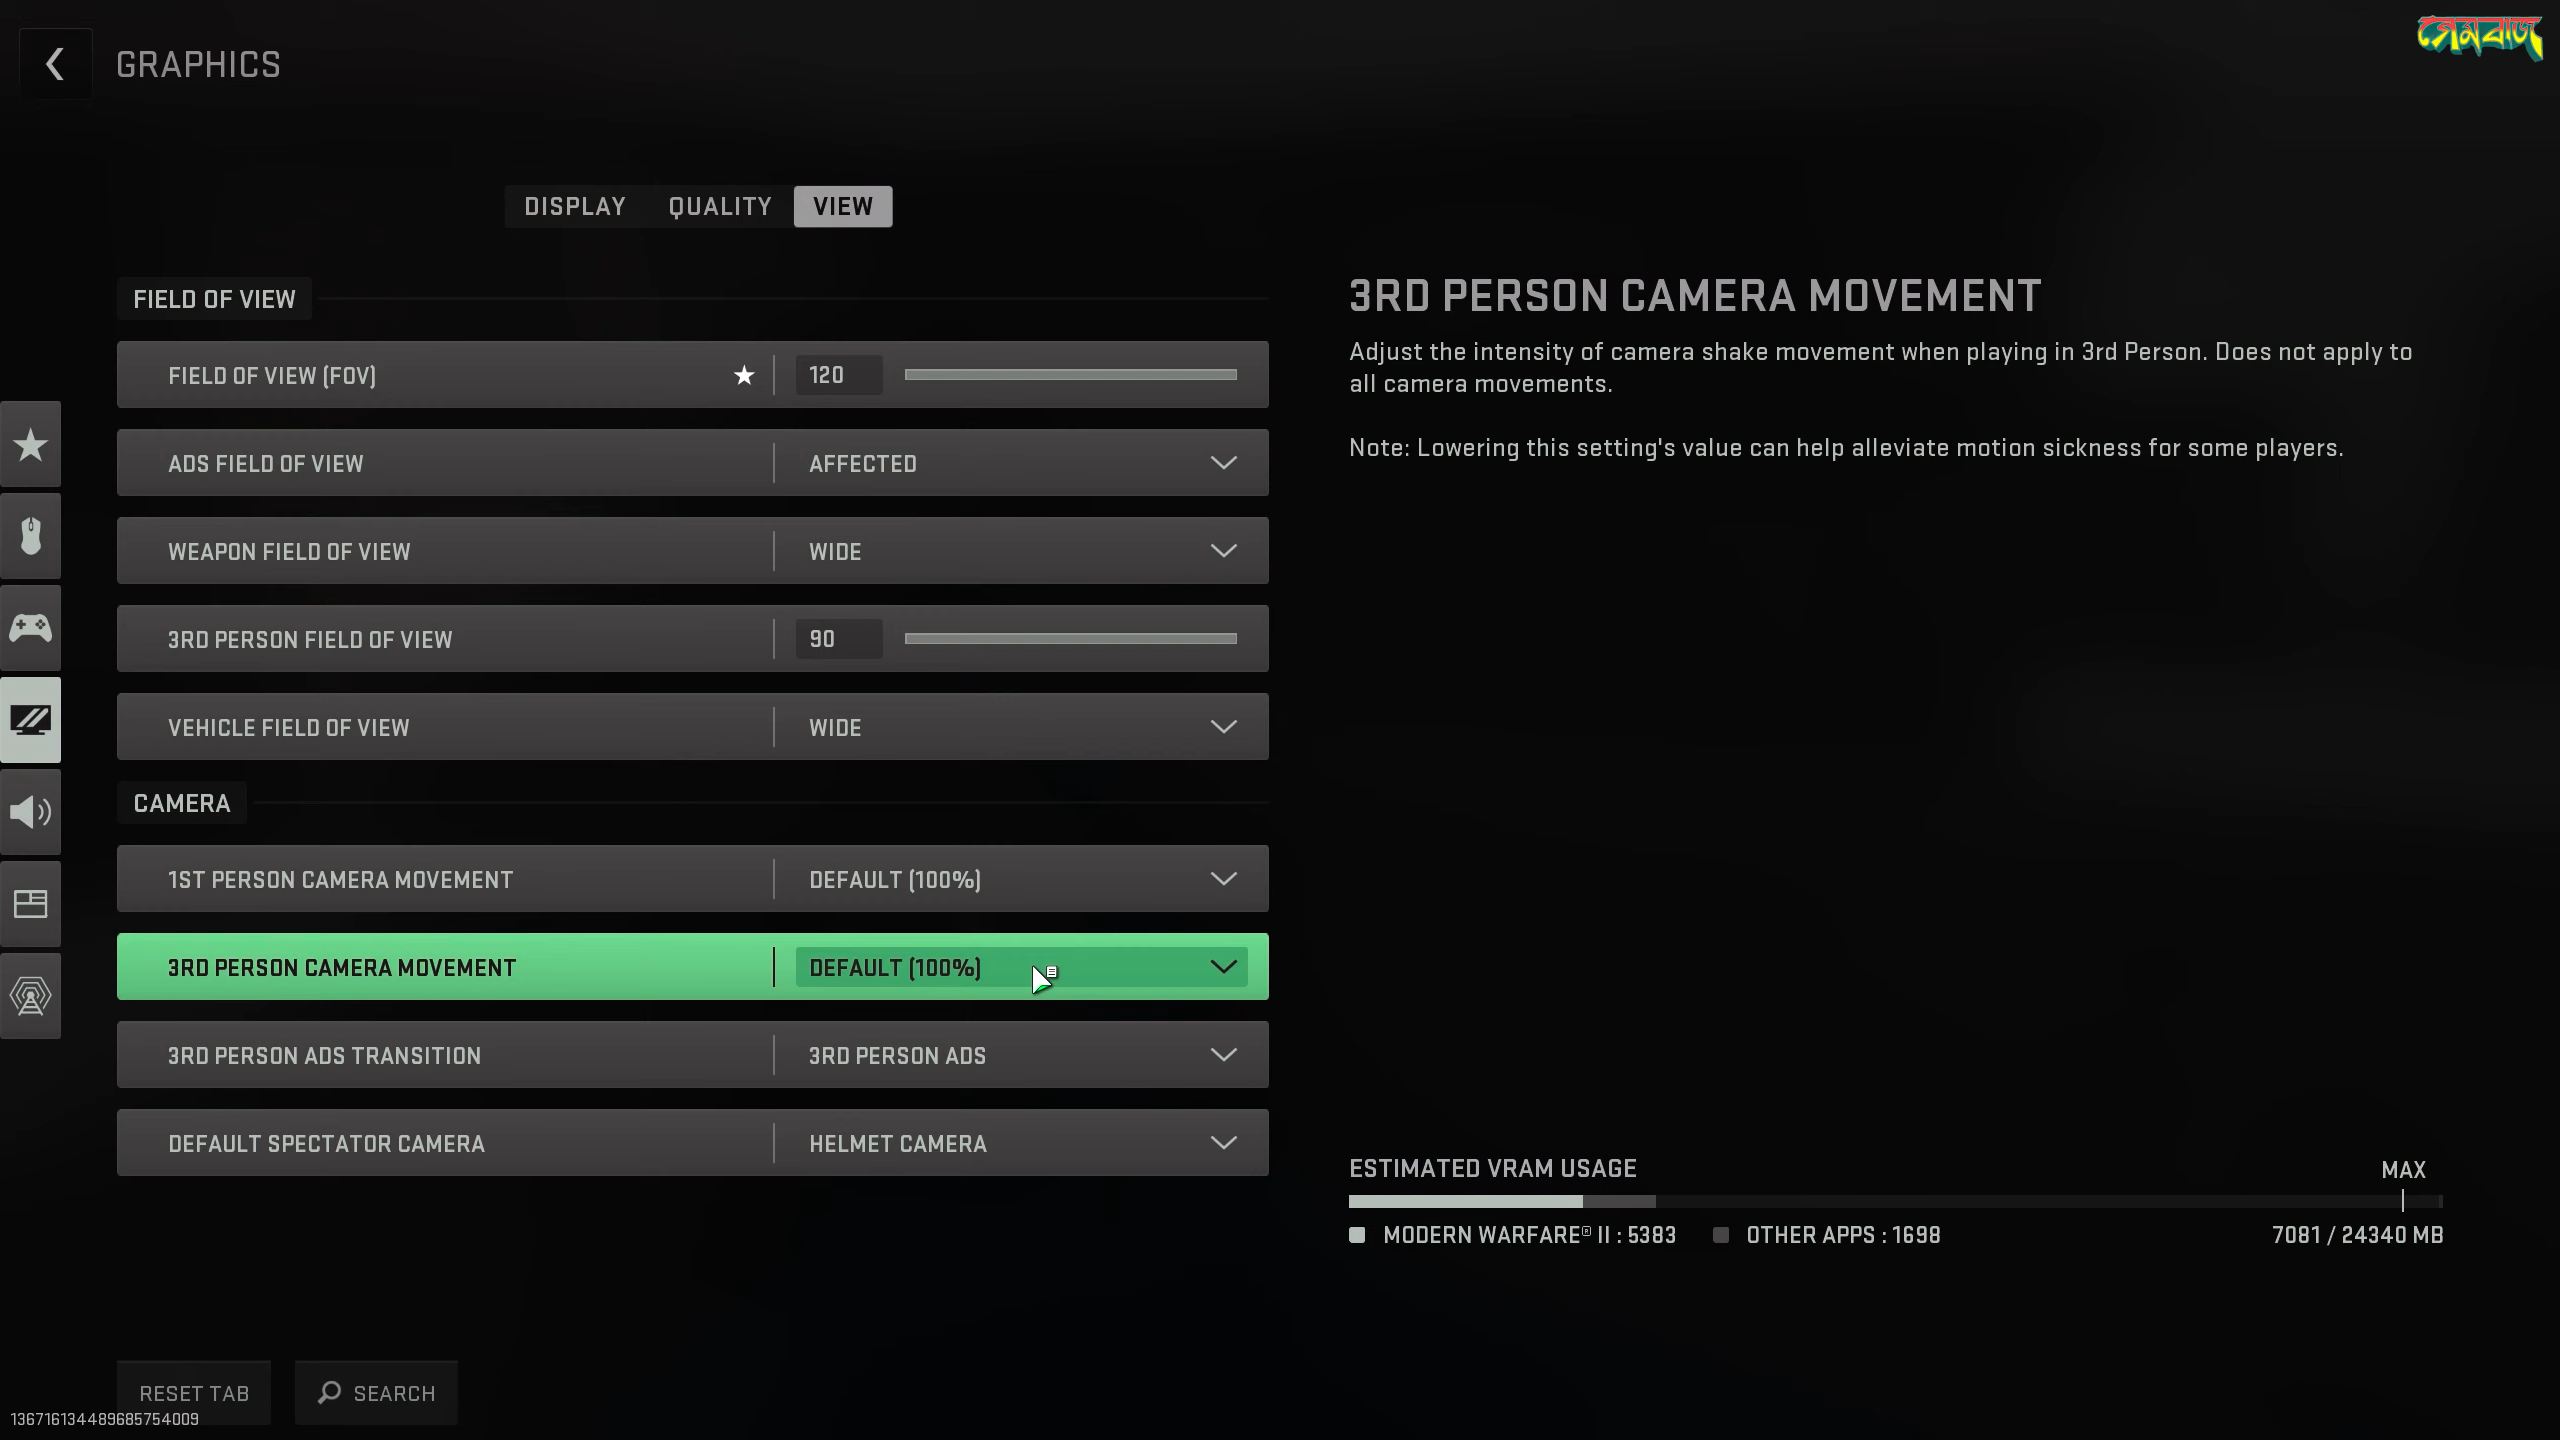 গেমবাজ
GRAPHICS
DISPLAY QUALITY VIEW
FIELD OF VIEW
FIELD OF VIEW (FOV) 120
ADS FIELD OF VIEW AFFECTED
WEAPON FIELD OF VIEW WIDE
3RD PERSON FIELD OF VIEW 90
VEHICLE FIELD OF VIEW WIDE
CAMERA
1ST PERSON CAMERA MOVEMENT DEFAULT (100%)
3RD PERSON CAMERA MOVEMENT DEFAULT (100%)
3RD PERSON ADS TRANSITION 3RD PERSON ADS
DEFAULT SPECTATOR CAMERA HELMET CAMERA
3RD PERSON CAMERA MOVEMENT
Adjust the intensity of camera shake movement when playing in 3rd Person. Does not apply to
all camera movements.
Note: Lowering this setting's value can help alleviate motion sickness for some players.
ESTIMATED VRAM USAGE MAX
MODERN WARFARE® II : 5383 OTHER APPS : 1698 7081 / 24340 MB
RESET TAB SEARCH
136716134489685754009